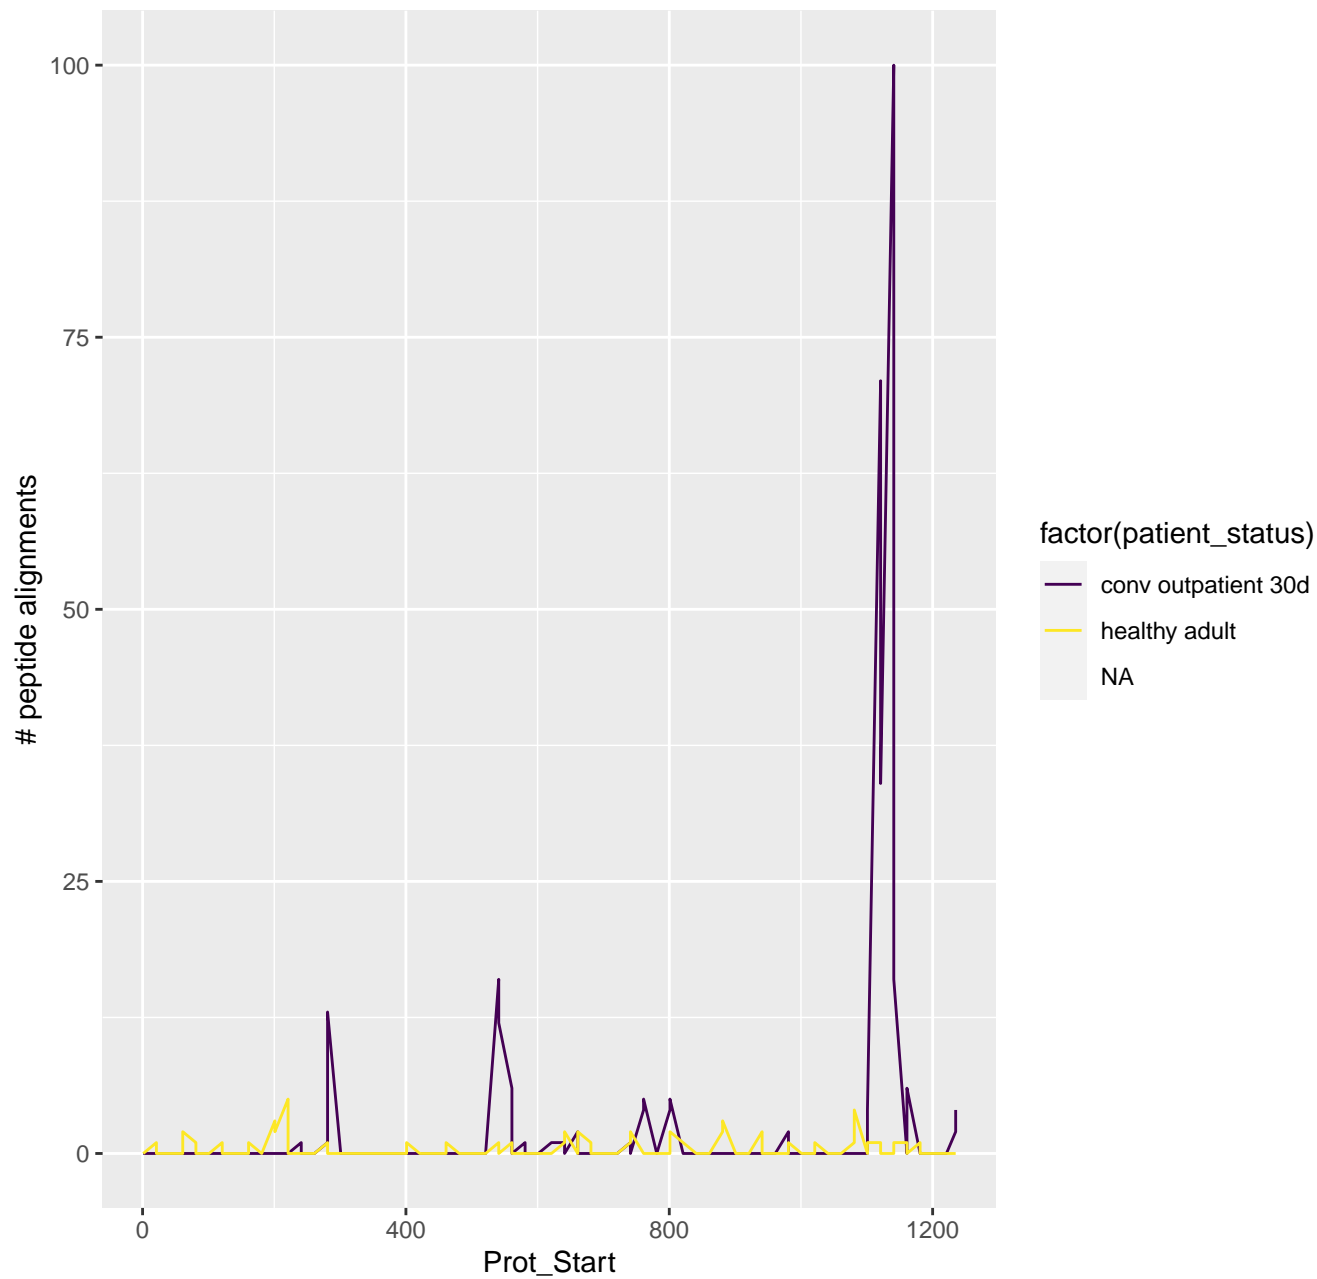 100
75
50
25
0
# peptide alignments
0
400
800
1200
Prot_Start
factor(patient_status)
conv outpatient 30d
healthy adult
NA